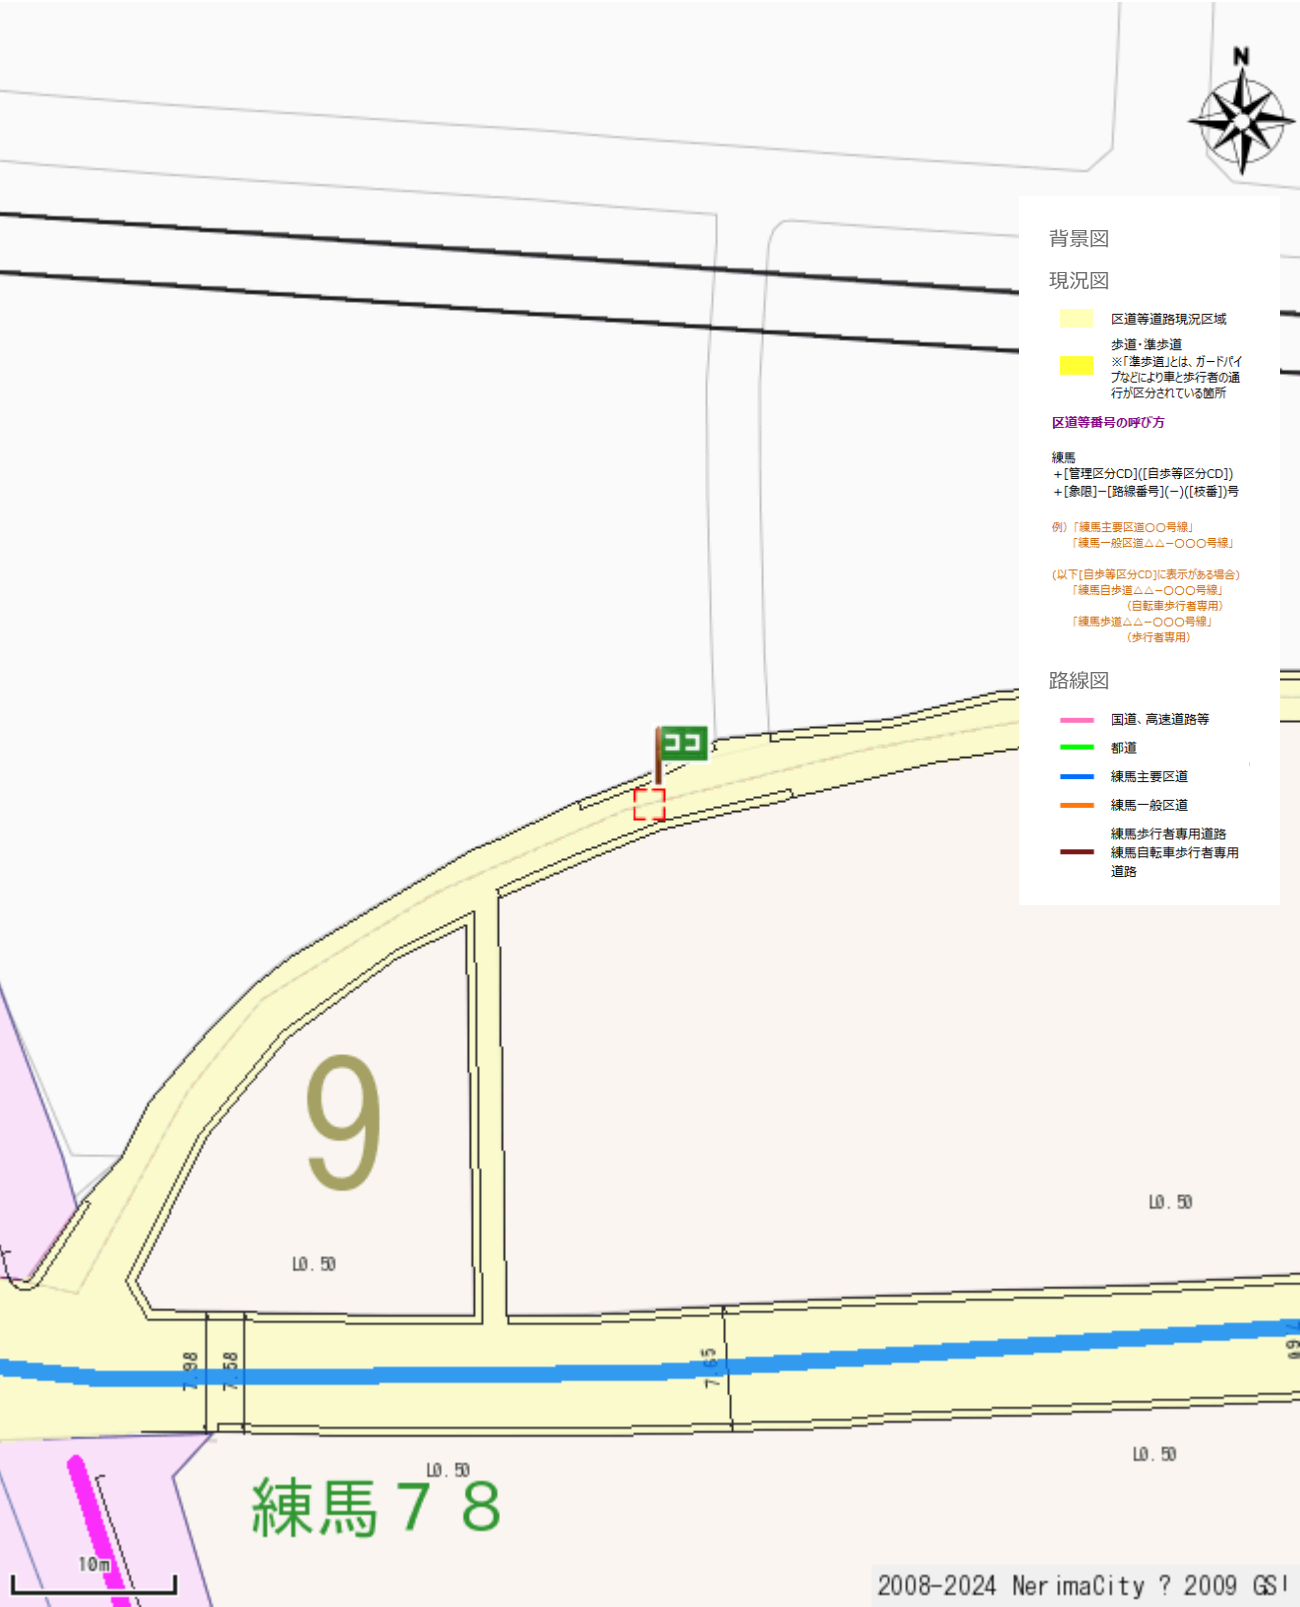 N
背景図
現況図
区道等道路現況区域
歩道・準歩道
※「準歩道」とは、ガードパイ
プなどにより車と歩行者の通
行が区分されている箇所
区道等番号の呼び方
練馬
+[管理区分CD]([自歩等区分CD])
+[象限]−[路線番号](−)([枝番])号
例)「練馬主要区道○○号線」
「練馬一般区道△△−○○○号線」
(以下[自歩等区分CD]に表示がある場合)
「練馬自歩道△△−○○○号線」
(自転車歩行者専用)
「練馬歩道△△−○○○号線」
(歩行者専用)
路線図
国道、高速道路等
都道
練馬主要区道
練馬一般区道
練馬歩行者専用道路
練馬自転車歩行者専用
道路
ココ
9
L0.50
L0.50
7.98
7.58
7.65
L0.50
L0.50
練馬78
10m
2008-2024 NerimaCity ? 2009 GSI